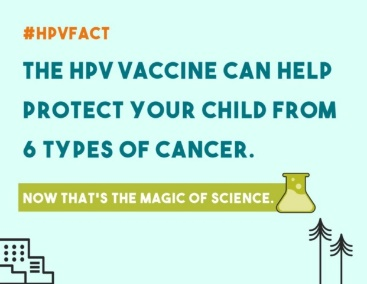 #HPVFACT
THE HPV VACCINE CAN HELP
PROTECT YOUR CHILD FROM
6 TYPES OF CANCER.
NOW THAT'S THE MAGIC OF SCIENCE.